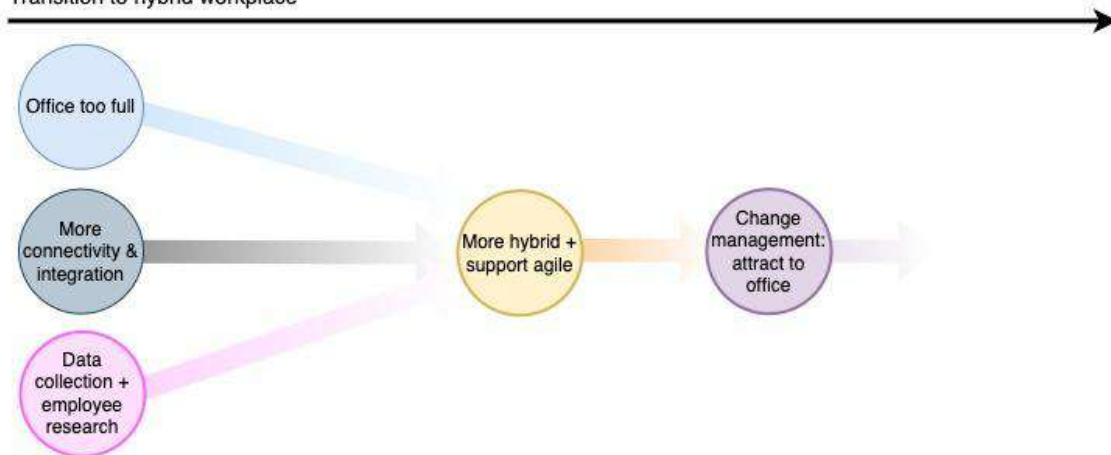 Transition to hybrid workplace
Office too full
More
connectivity &
integration
Data
collection +
employee
research
More hybrid +
support agile
Change
management:
attract to
office